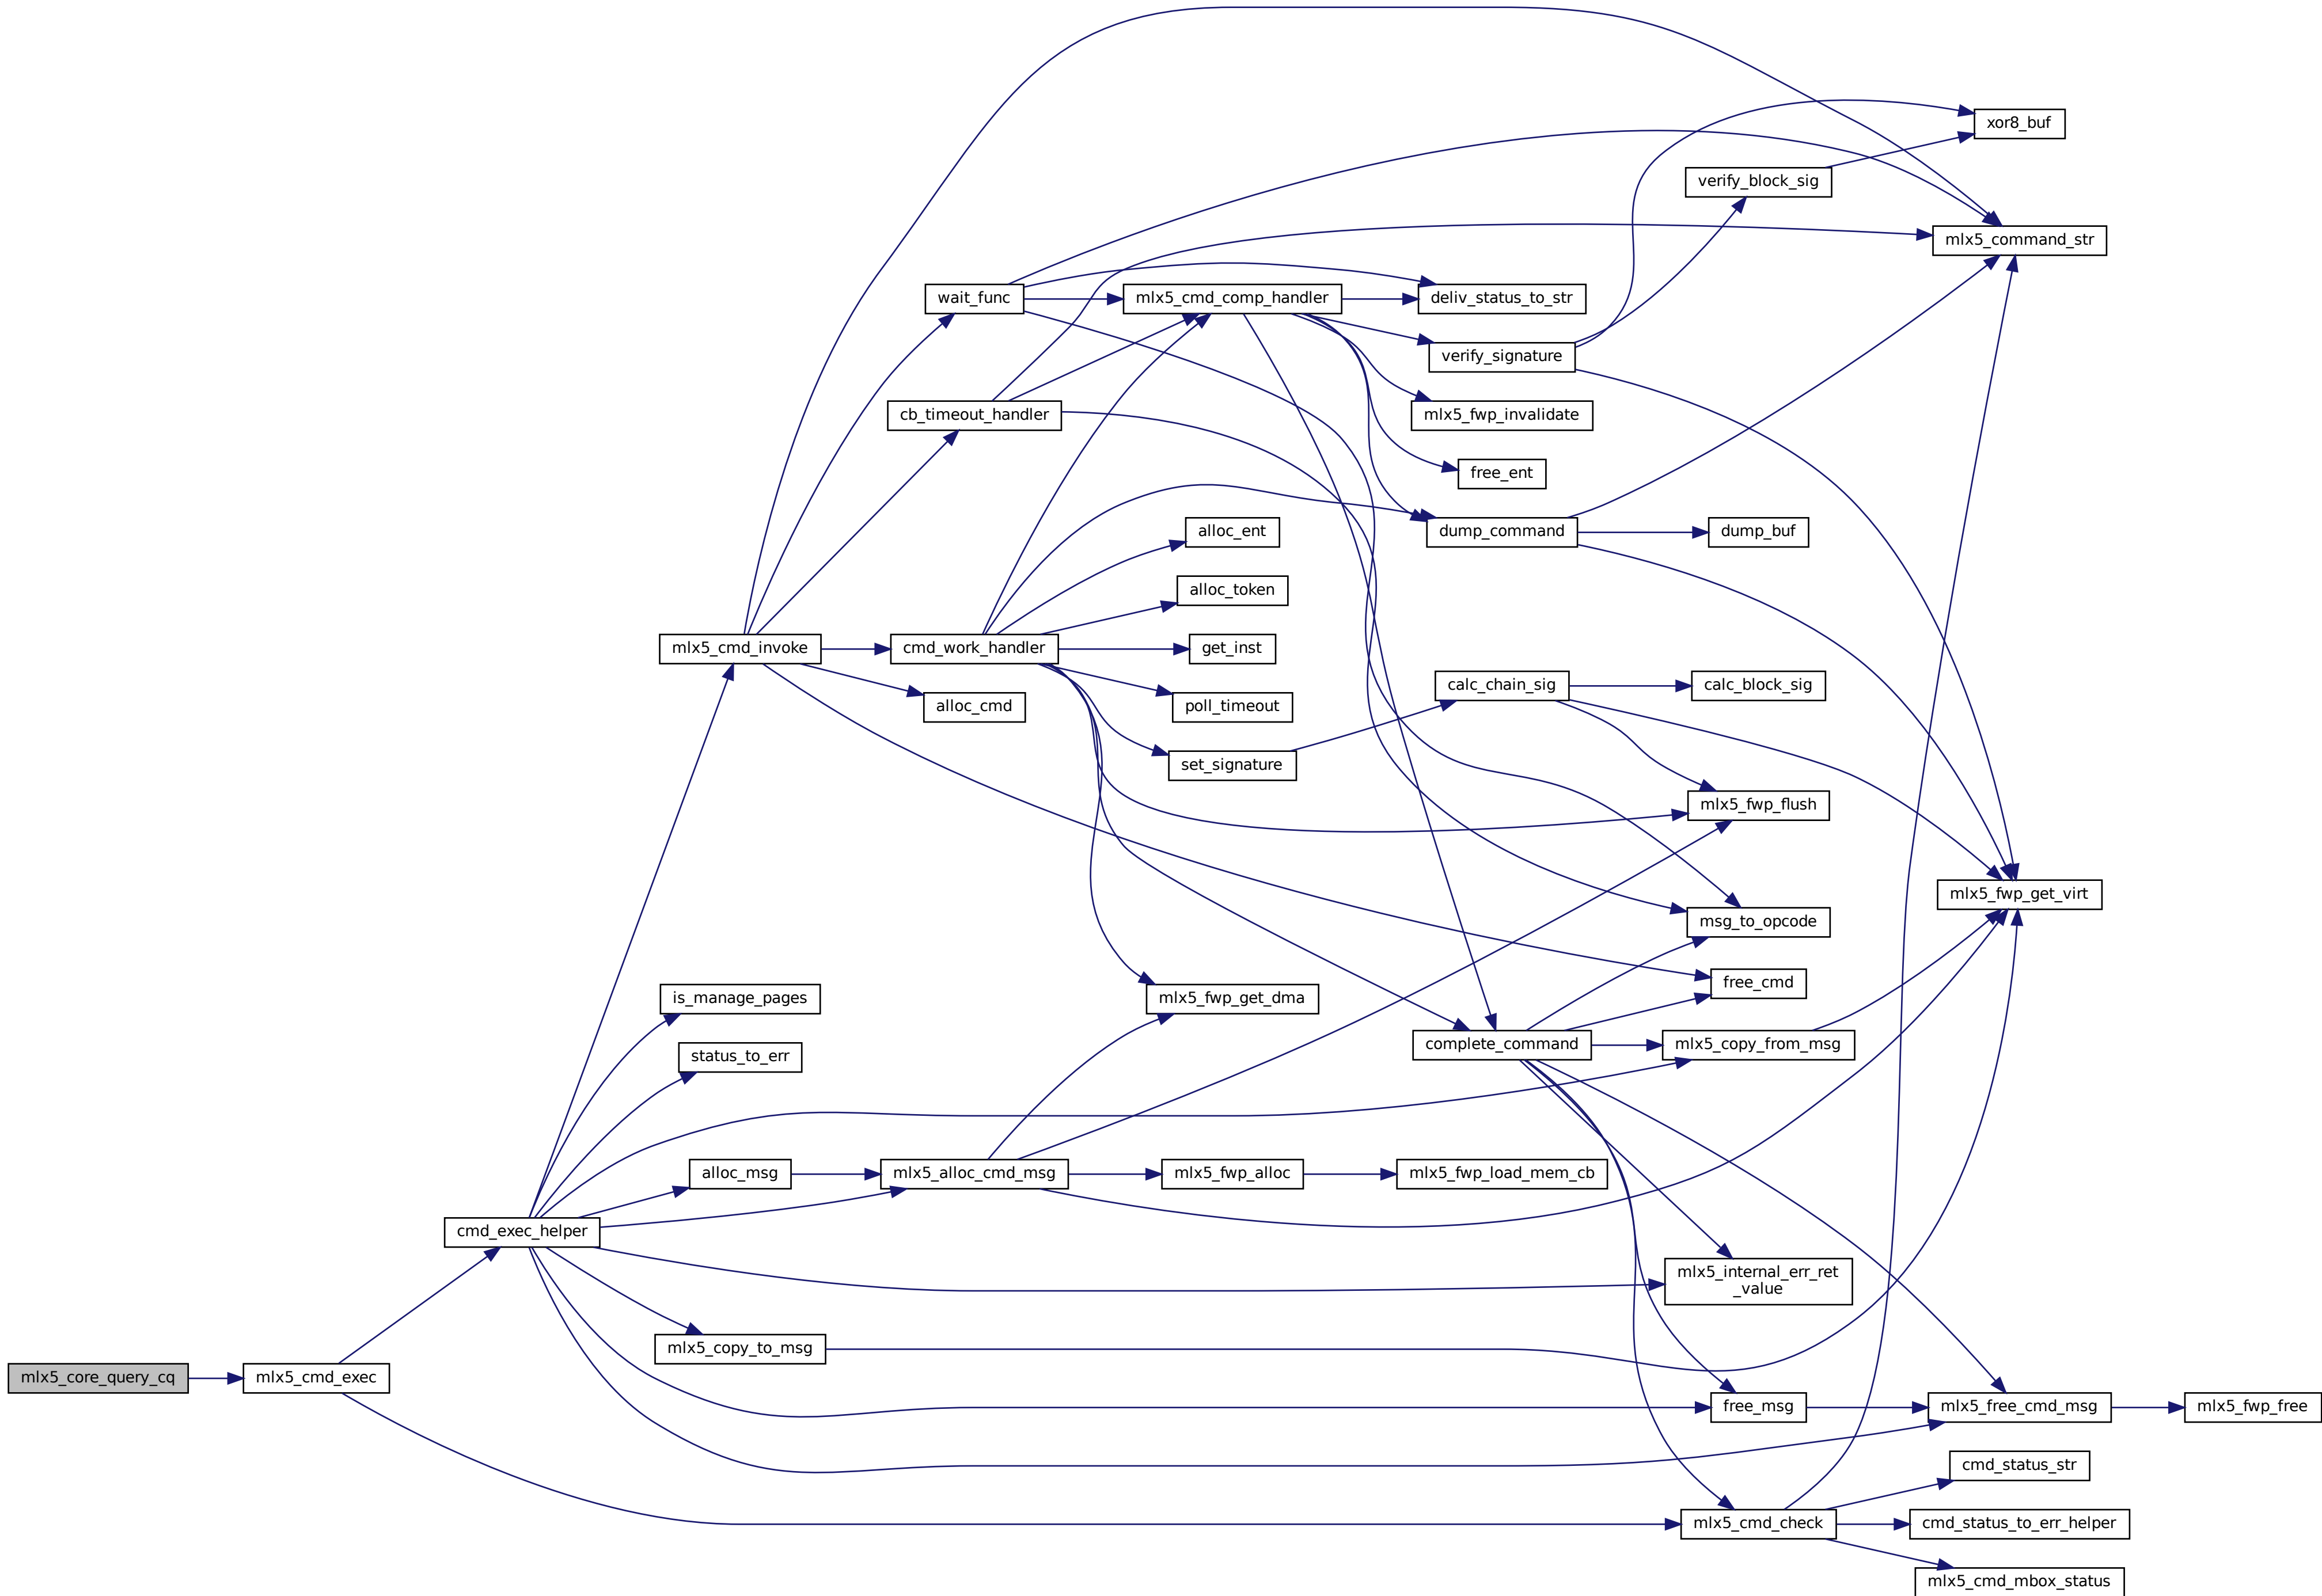 xor8_buf
verify_block_sig
mlx5_command_str
wait_func
mlx5_cmd_comp_handler
deliv_status_to_str
verify_signature
cb_timeout_handler
mlx5_fwp_invalidate
free_ent
alloc_ent
dump_command
dump_buf
alloc_token
mlx5_cmd_invoke
cmd_work_handler
get_inst
calc_chain_sig
calc_block_sig
alloc_cmd
poll_timeout
set_signature
mlx5_fwp_flush
mlx5_fwp_get_virt
msg_to_opcode
is_manage_pages
mlx5_fwp_get_dma
free_cmd
status_to_err
complete_command
mlx5_copy_from_msg
alloc_msg
mlx5_alloc_cmd_msg
mlx5_fwp_alloc
mlx5_fwp_load_mem_cb
cmd_exec_helper
mlx5_internal_err_ret
_value
mlx5_copy_to_msg
mlx5_core_query_cq
mlx5_cmd_exec
free_msg
mlx5_free_cmd_msg
mlx5_fwp_free
cmd_status_str
mlx5_cmd_check
cmd_status_to_err_helper
mlx5_cmd_mbox_status